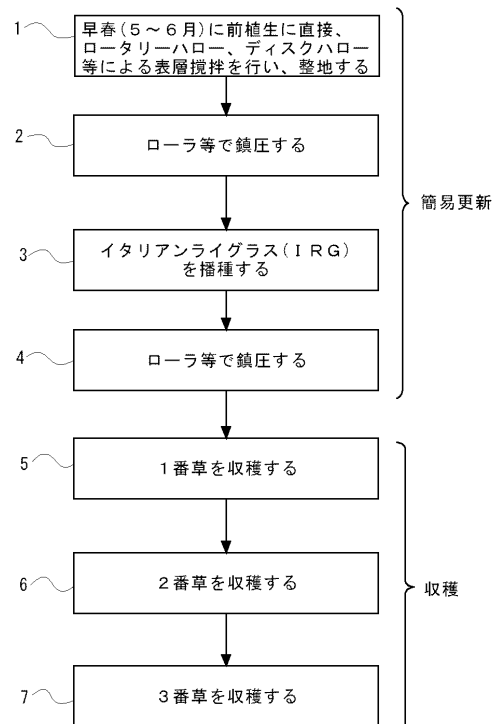 1
早春(５～６月)に前植生に直接、
ロータリーハロー、ディスクハロー
等による表層撹拌を行い、整地する
2
ローラ等で鎮圧する
簡易更新
3
イタリアンライグラス(ＩＲＧ)
を播種する
4
ローラ等で鎮圧する
5
１番草を収穫する
6
２番草を収穫する
収穫
7
３番草を収穫する